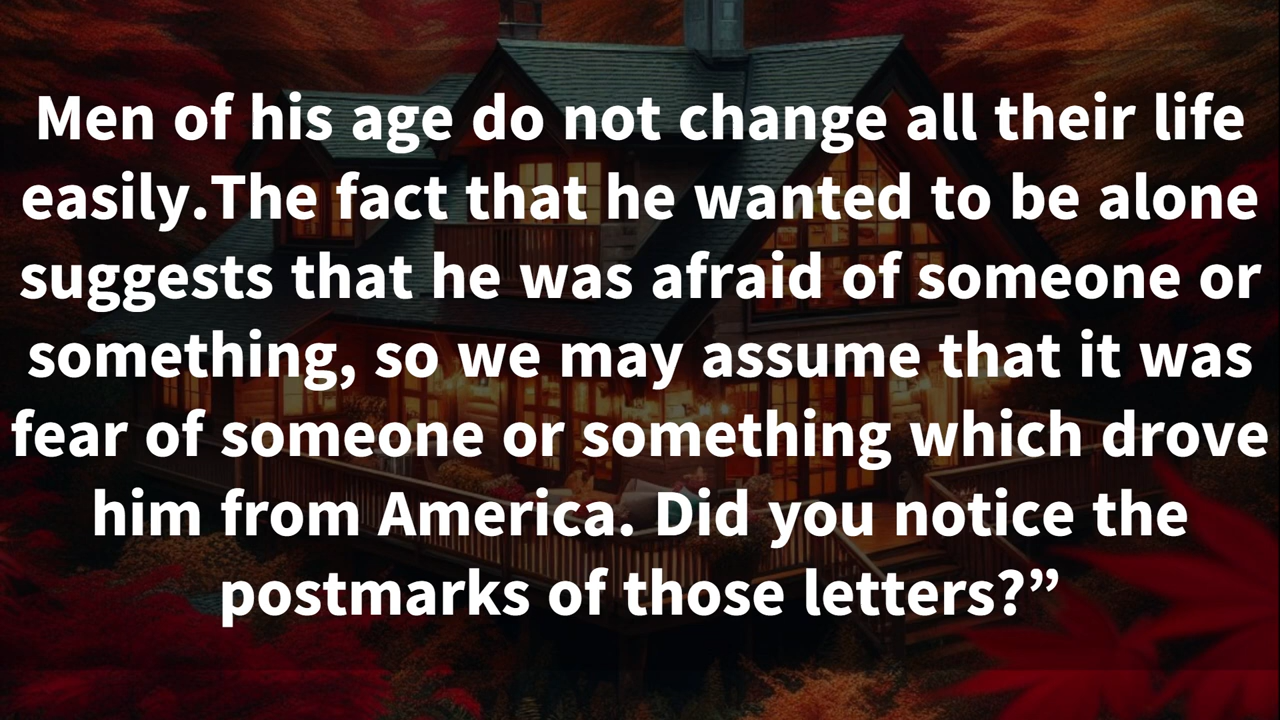 Men of his age do not change all their life
easily.The fact that he wanted to be alone
suggests that he was afraid of someone or
something, so we may assume that it was
fear of someone or something which drove
him from America. Did you notice the
postmarks of those letters?”